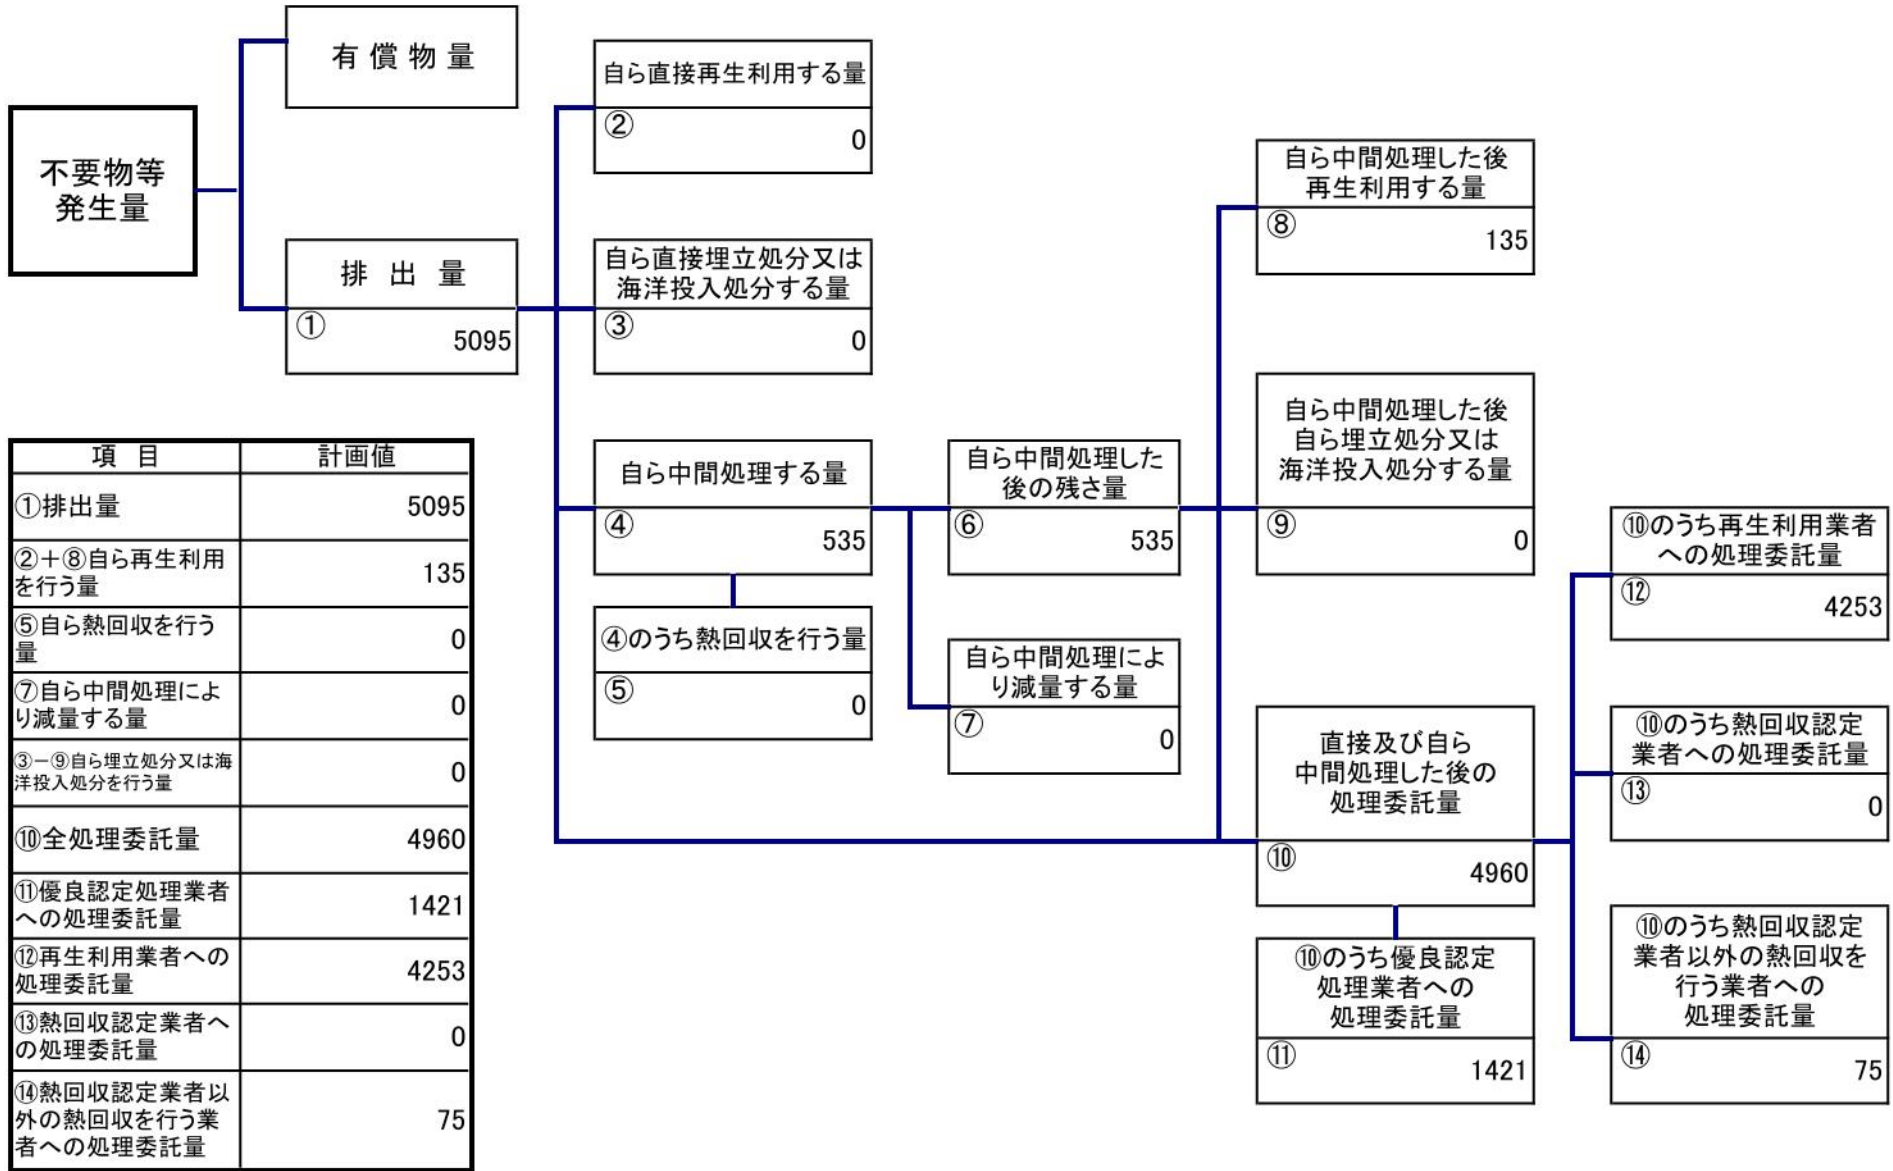 不要物等
発生量
有 償 物 量
排 出 量
①
5095
自ら直接再生利用する量
②
0
自ら直接埋立処分又は
海洋投入処分する量
③
0
自ら中間処理する量
④
535
④のうち熱回収を行う量
⑤
0
自ら中間処理した
後の残さ量
⑥
535
自ら中間処理によ
り減量する量
⑦
0
自ら中間処理した後
再生利用する量
⑧
135
自ら中間処理した後
自ら埋立処分又は
海洋投入処分する量
⑨
0
直接及び自ら
中間処理した後の
処理委託量
⑩
4960
⑩のうち優良認定
処理業者への
処理委託量
⑪
1421
⑩のうち再生利用業者
への処理委託量
⑫
4253
⑩のうち熱回収認定
業者への処理委託量
⑬
0
⑩のうち熱回収認定
業者以外の熱回収を
行う業者への
処理委託量
⑭
75
項 目 計画値
①排出量 5095
②+⑧自ら再生利用
を行う量 135
⑤自ら熱回収を行う
量 0
⑦自ら中間処理によ
り減量する量 0
③－⑨自ら埋立処分又は海
洋投入処分を行う量 0
⑩全処理委託量 4960
⑪優良認定処理業者
への処理委託量 1421
⑫再生利用業者への
処理委託量 4253
⑬熱回収認定業者へ
の処理委託量 0
⑭熱回収認定業者以
外の熱回収を行う業
者への処理委託量 75